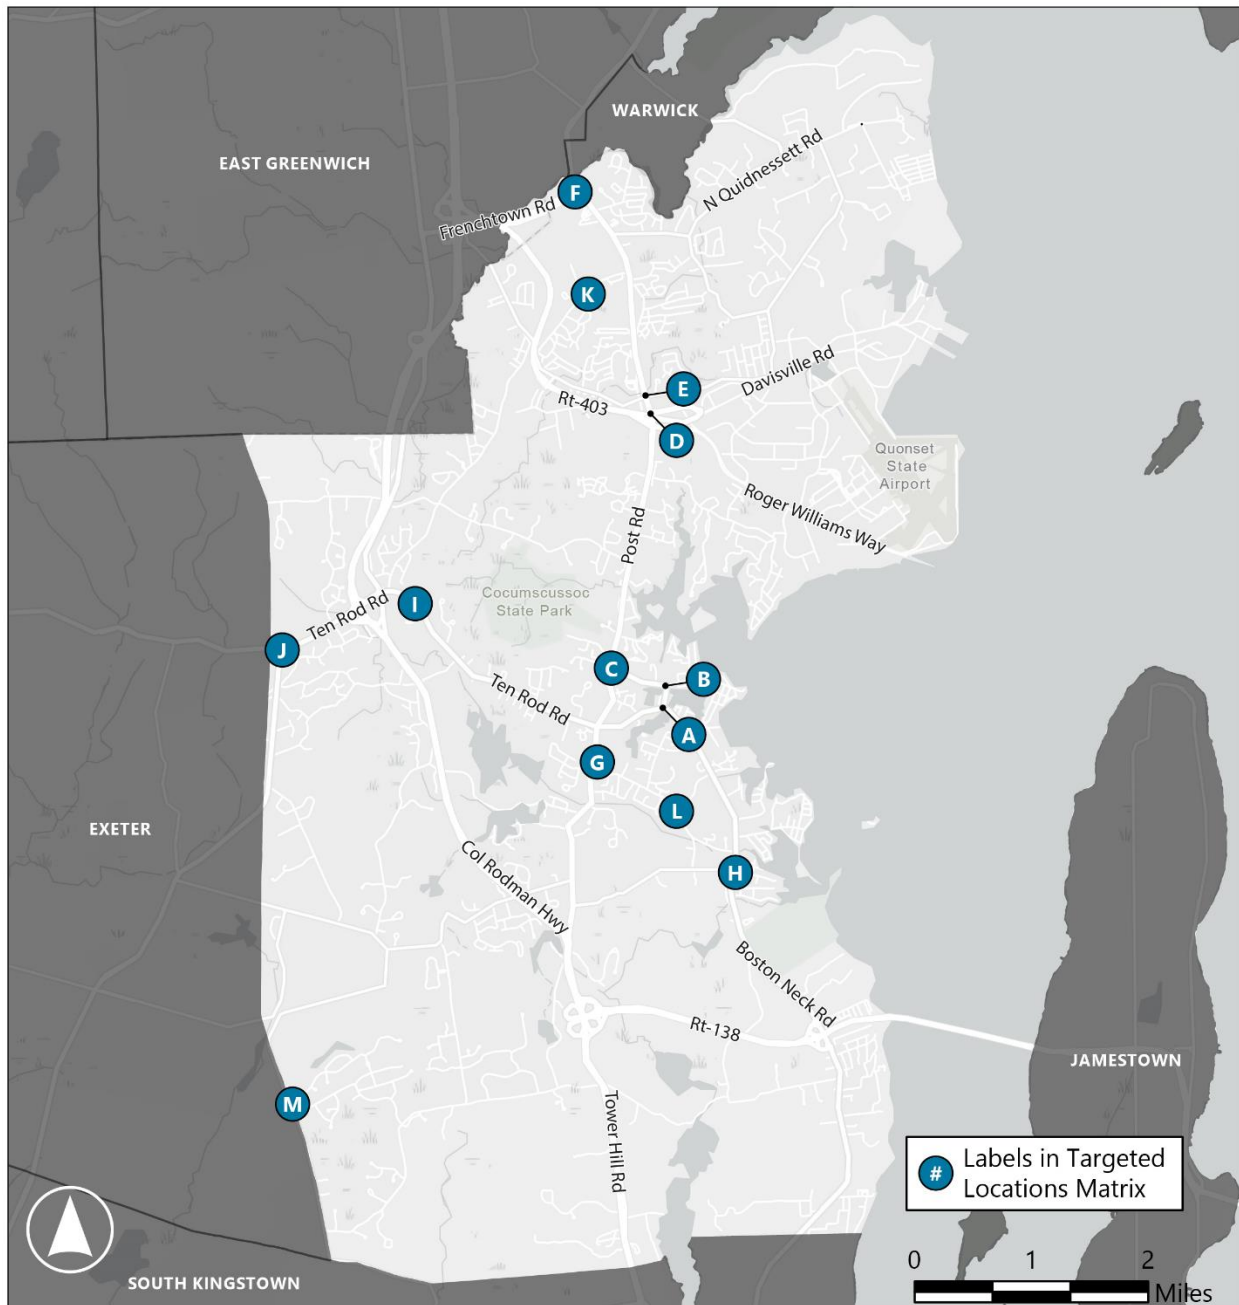 WARWICK
EAST GREENWICH
N Quidnessett Rd
F
Frenchtown Rd
K
E
Davisville Rd
Rt-403
D
Quonset
State
Airport
Roger Williams Way
Post Rd
Cocumscussoc
State Park
I
Ten Rod Rd
J
C
B
Ten Rod Rd
A
G
L
EXETER
H
Col Rodman Hwy
Boston Neck Rd
Rt-138
JAMESTOWN
M
Tower Hill Rd
# Labels in Targeted
Locations Matrix
0 1 2
Miles
SOUTH KINGSTOWN